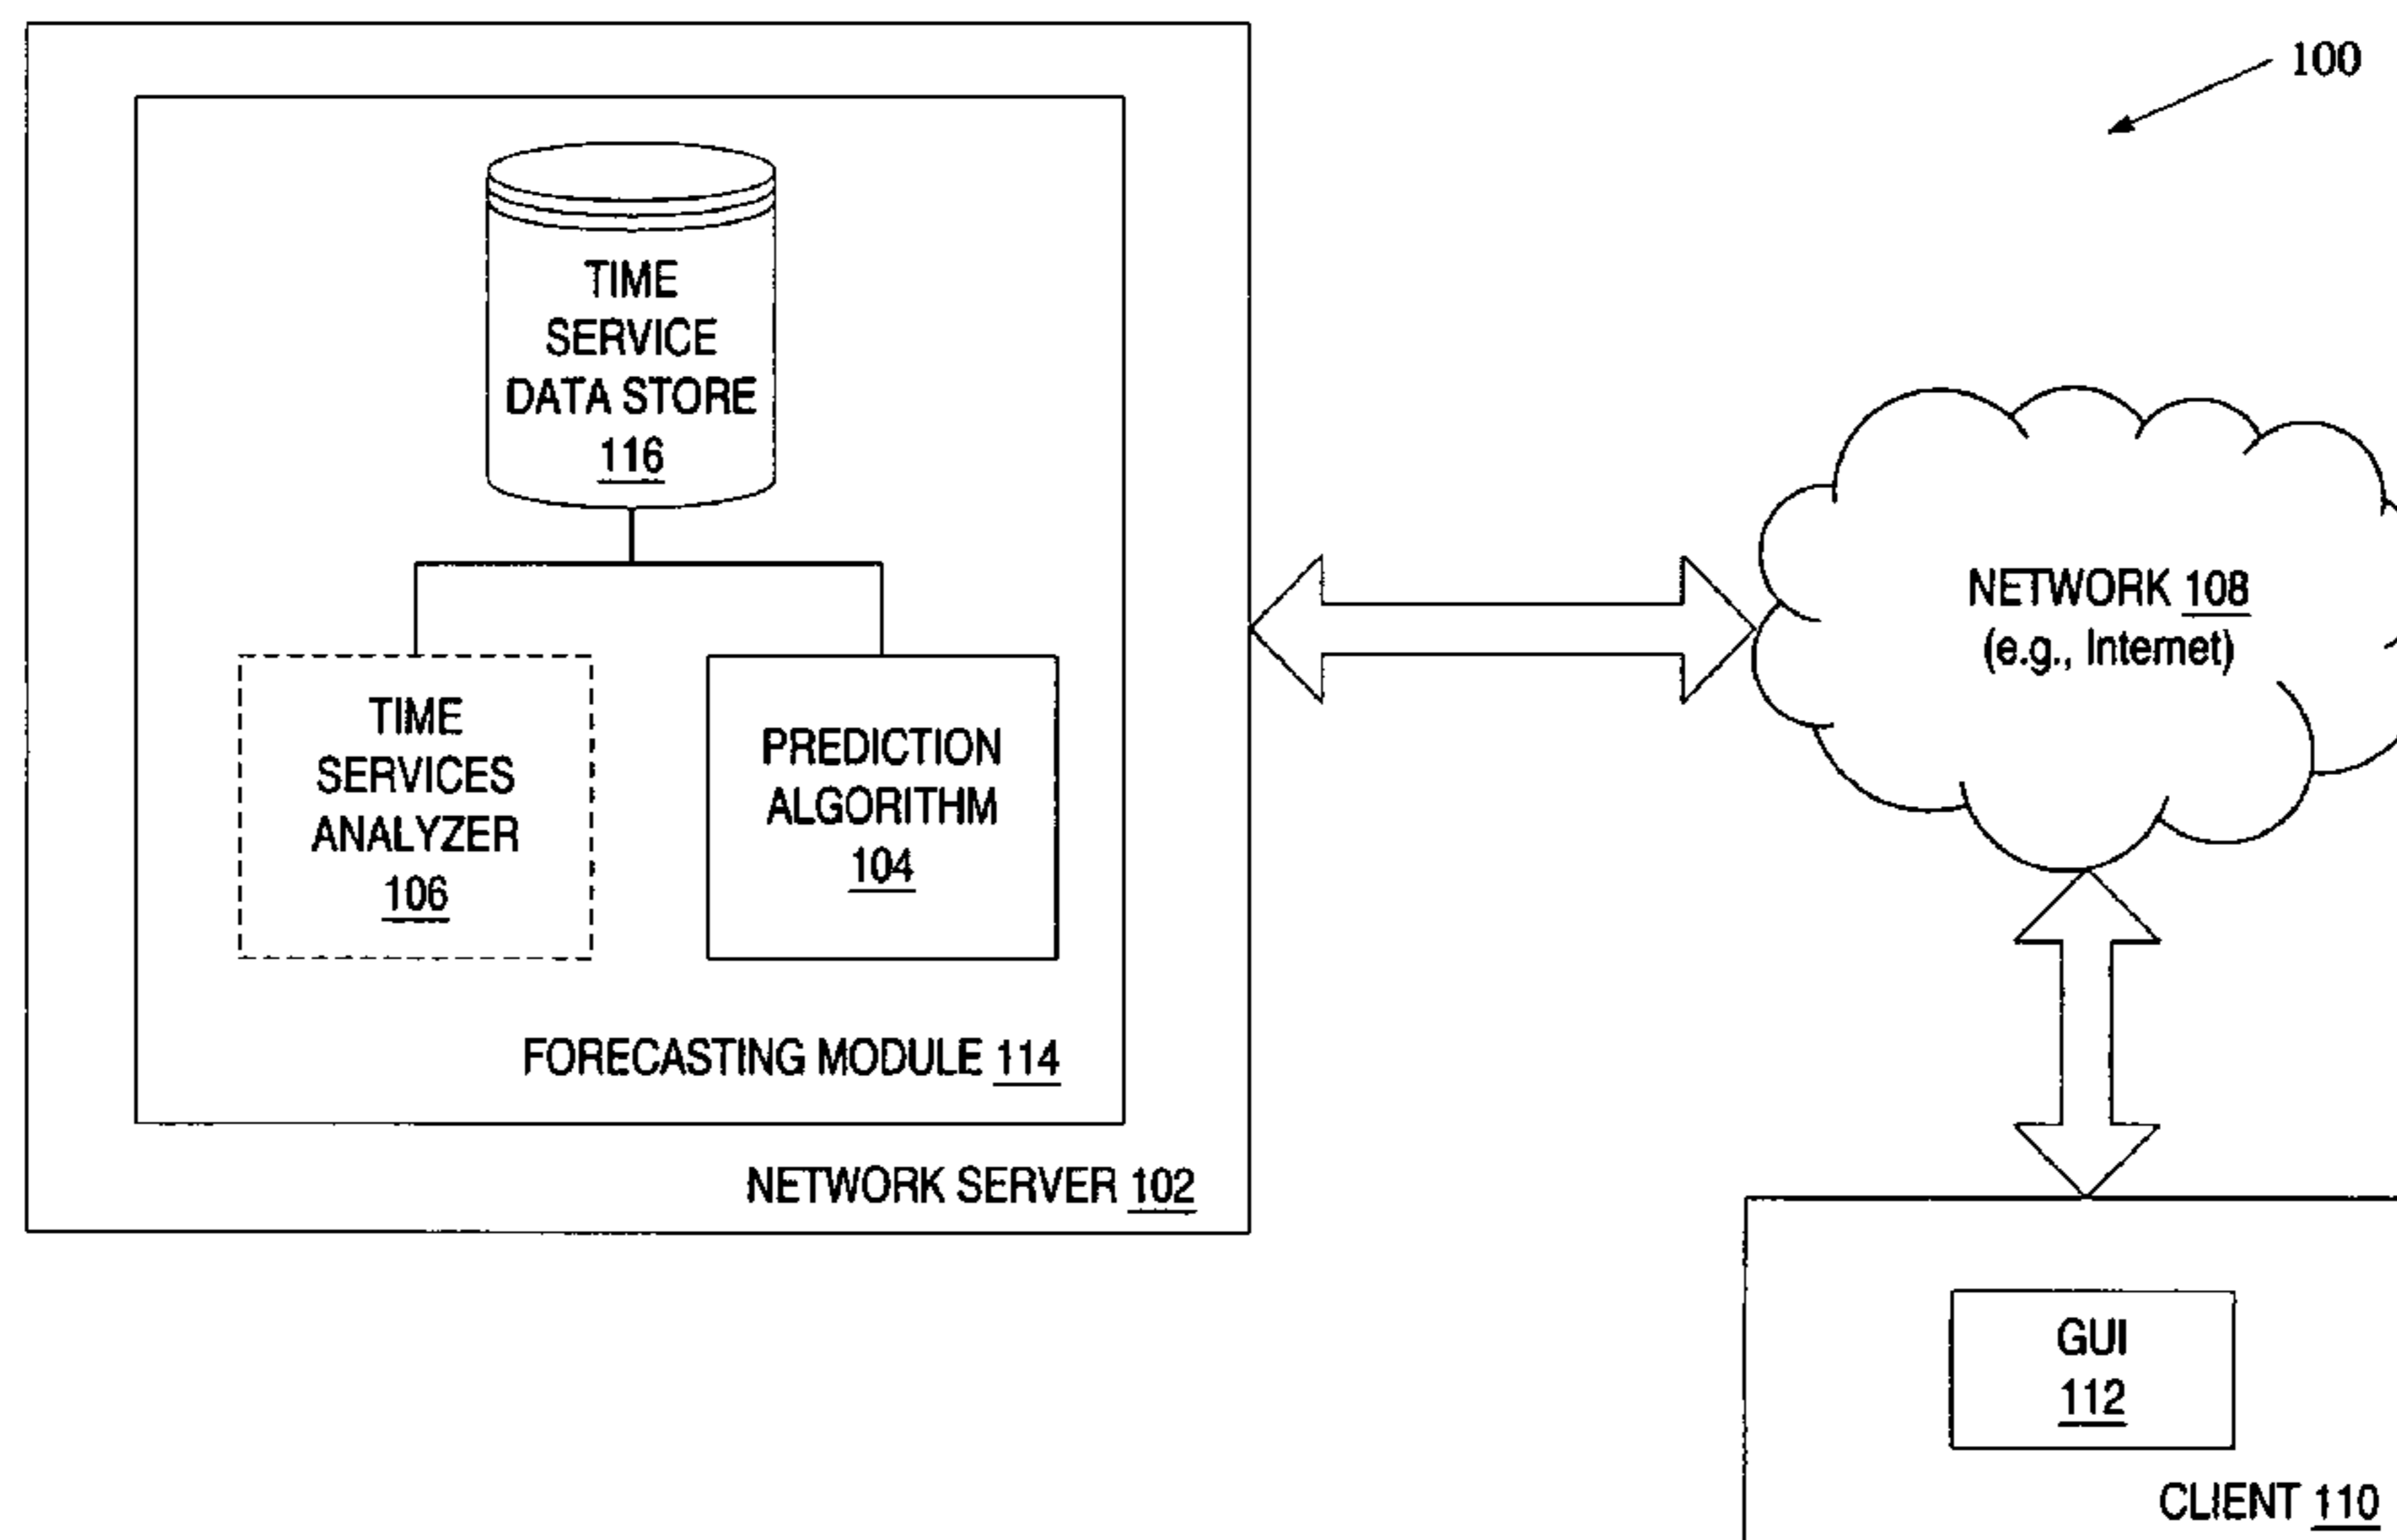 100
TIME
SERVICE
DATA STORE
116
TIME
SERVICES
ANALYZER
106
PREDICTION
ALGORITHM
104
FORECASTING MODULE 114
NETWORK SERVER 102
NETWORK 108
(e.g., Internet)
GUI
112
CLIENT 110